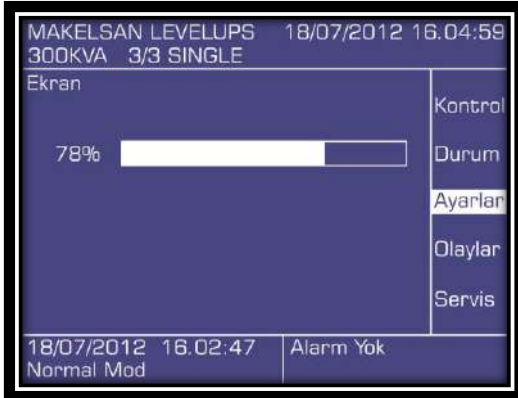 MAKELSAN LEVELUPS 18/07/2012 16.04:59
300KVA 3/3 SINGLE
Ekran
Kontrol
78%
Durum
Ayarlar
Olaylar
Servis
18/07/2012 16.02:47 Alarm Yok
Normal Mod